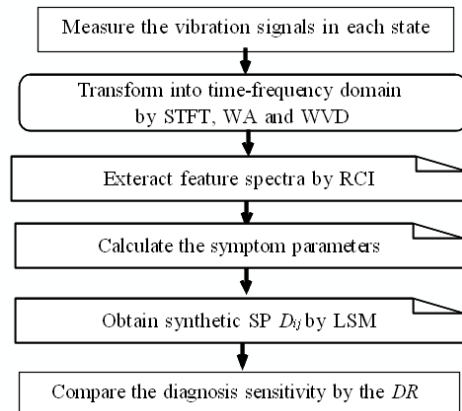 Measure the vibration signals in each state
Transform into time-frequency domain
by STFT, WA and WVD
Exteract feature spectra by RCI
Calculate the symptom parameters
Obtain synthetic SP Dij by LSM
Compare the diagnosis sensitivity by the DR